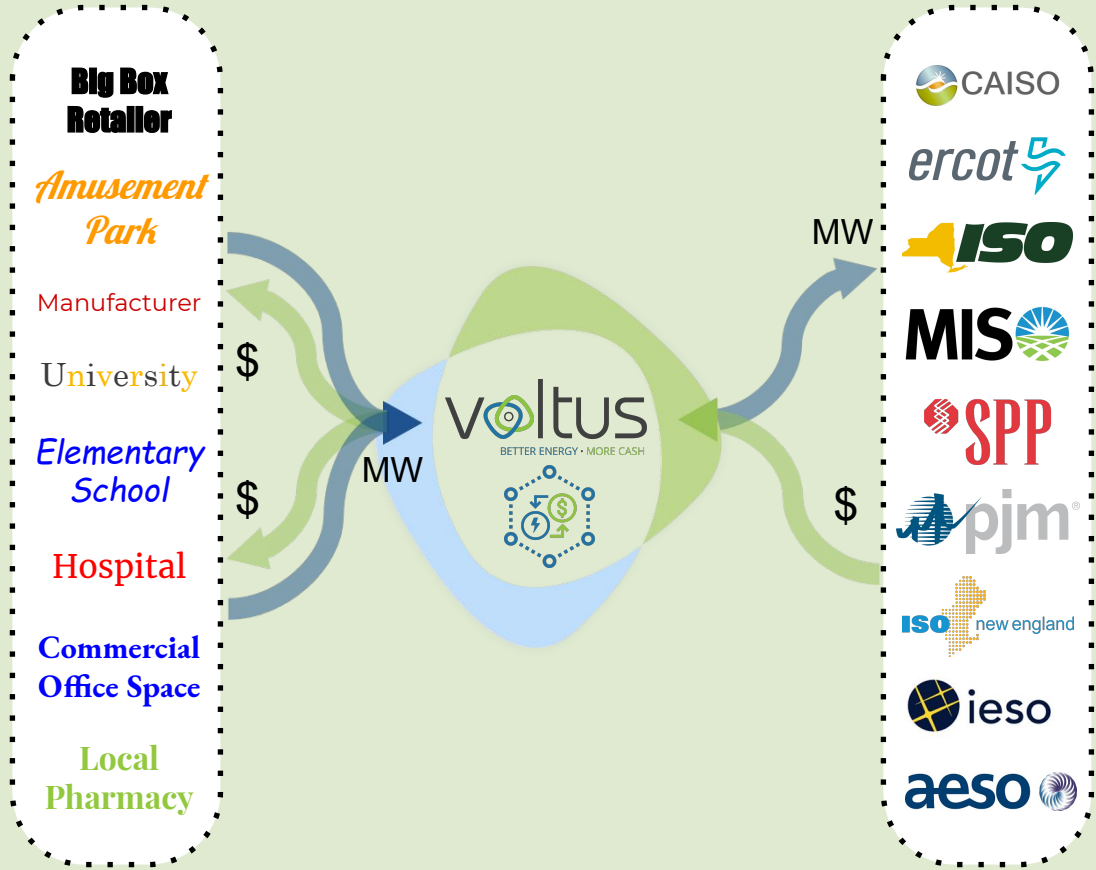 Big Box
Retailer
Amusement
Park
Manufacturer
University
Elementary
School
Hospital
Commercial
Office Space
Local
Pharmacy
$
$
MW
voltus
BETTER ENERGY • MORE CASH
$
MW
$
CAISO
ercot
ISO
MISO
SPP
pjm®
ISO new england
ieso
aeso